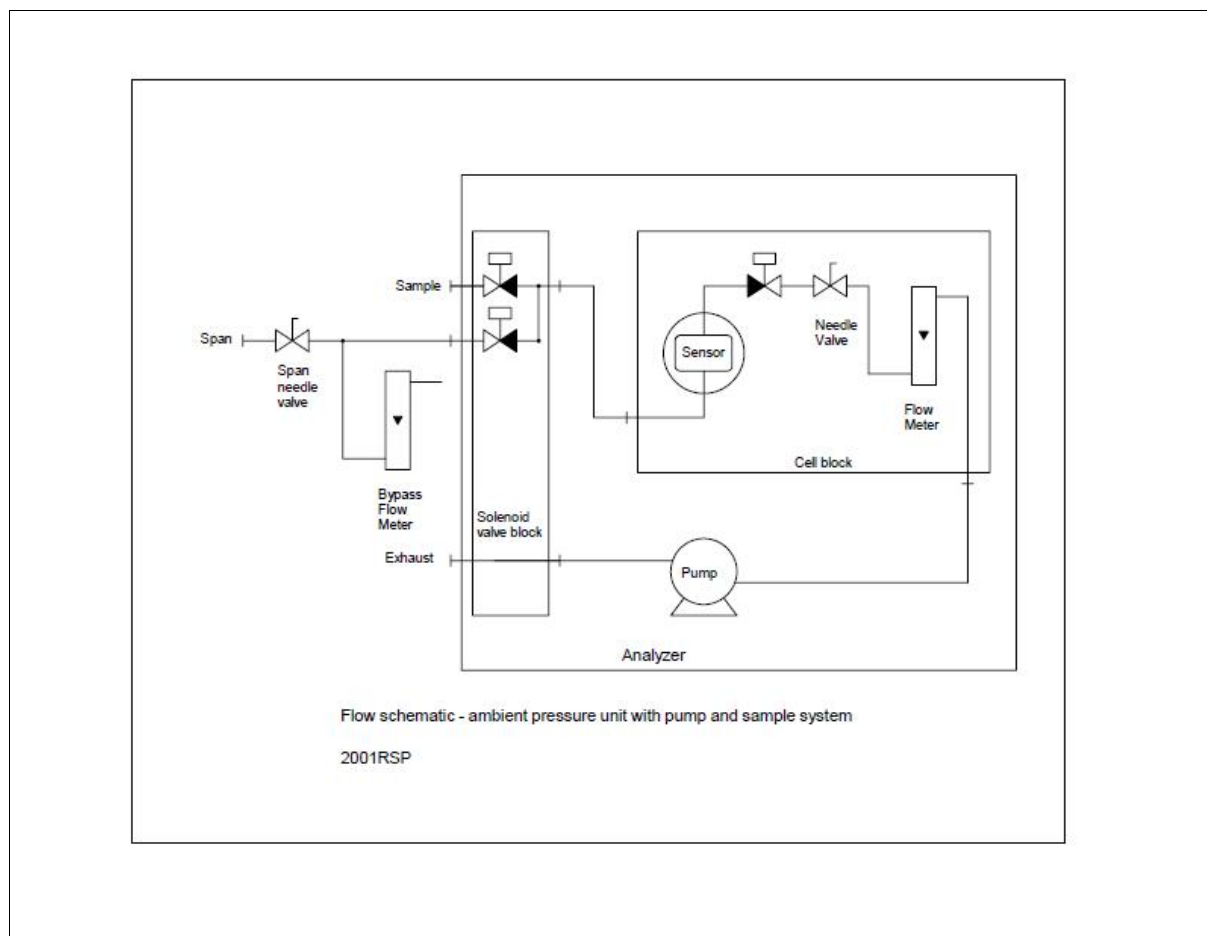 Sample
Span
Span
needle
valve
Bypass
Flow
Meter
Solenoid
valve block
Exhaust
Sensor
Needle
Valve
Flow
Meter
Cell block
Pump
Analyzer
Flow schematic - ambient pressure unit with pump and sample system
2001RSP